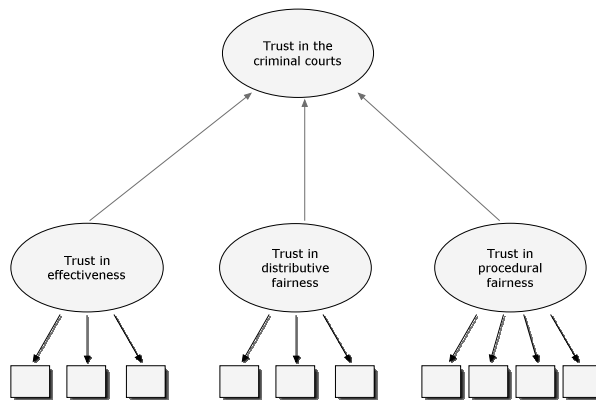 Trust in the
criminal courts
Trust in
effectiveness
Trust in
distributive
fairness
Trust in
procedural
fairness